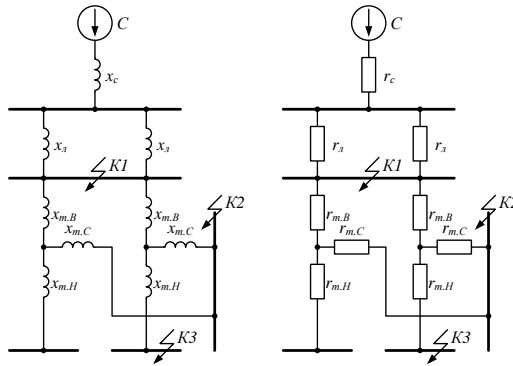 C
x_c
x_л
x_л
K1
x_т.В
x_т.В
K2
x_т.С
x_т.С
x_т.Н
x_т.Н
K3
C
r_c
r_л
r_л
K1
r_т.В
r_т.В
K2
r_т.С
r_т.С
r_т.Н
r_т.Н
K3